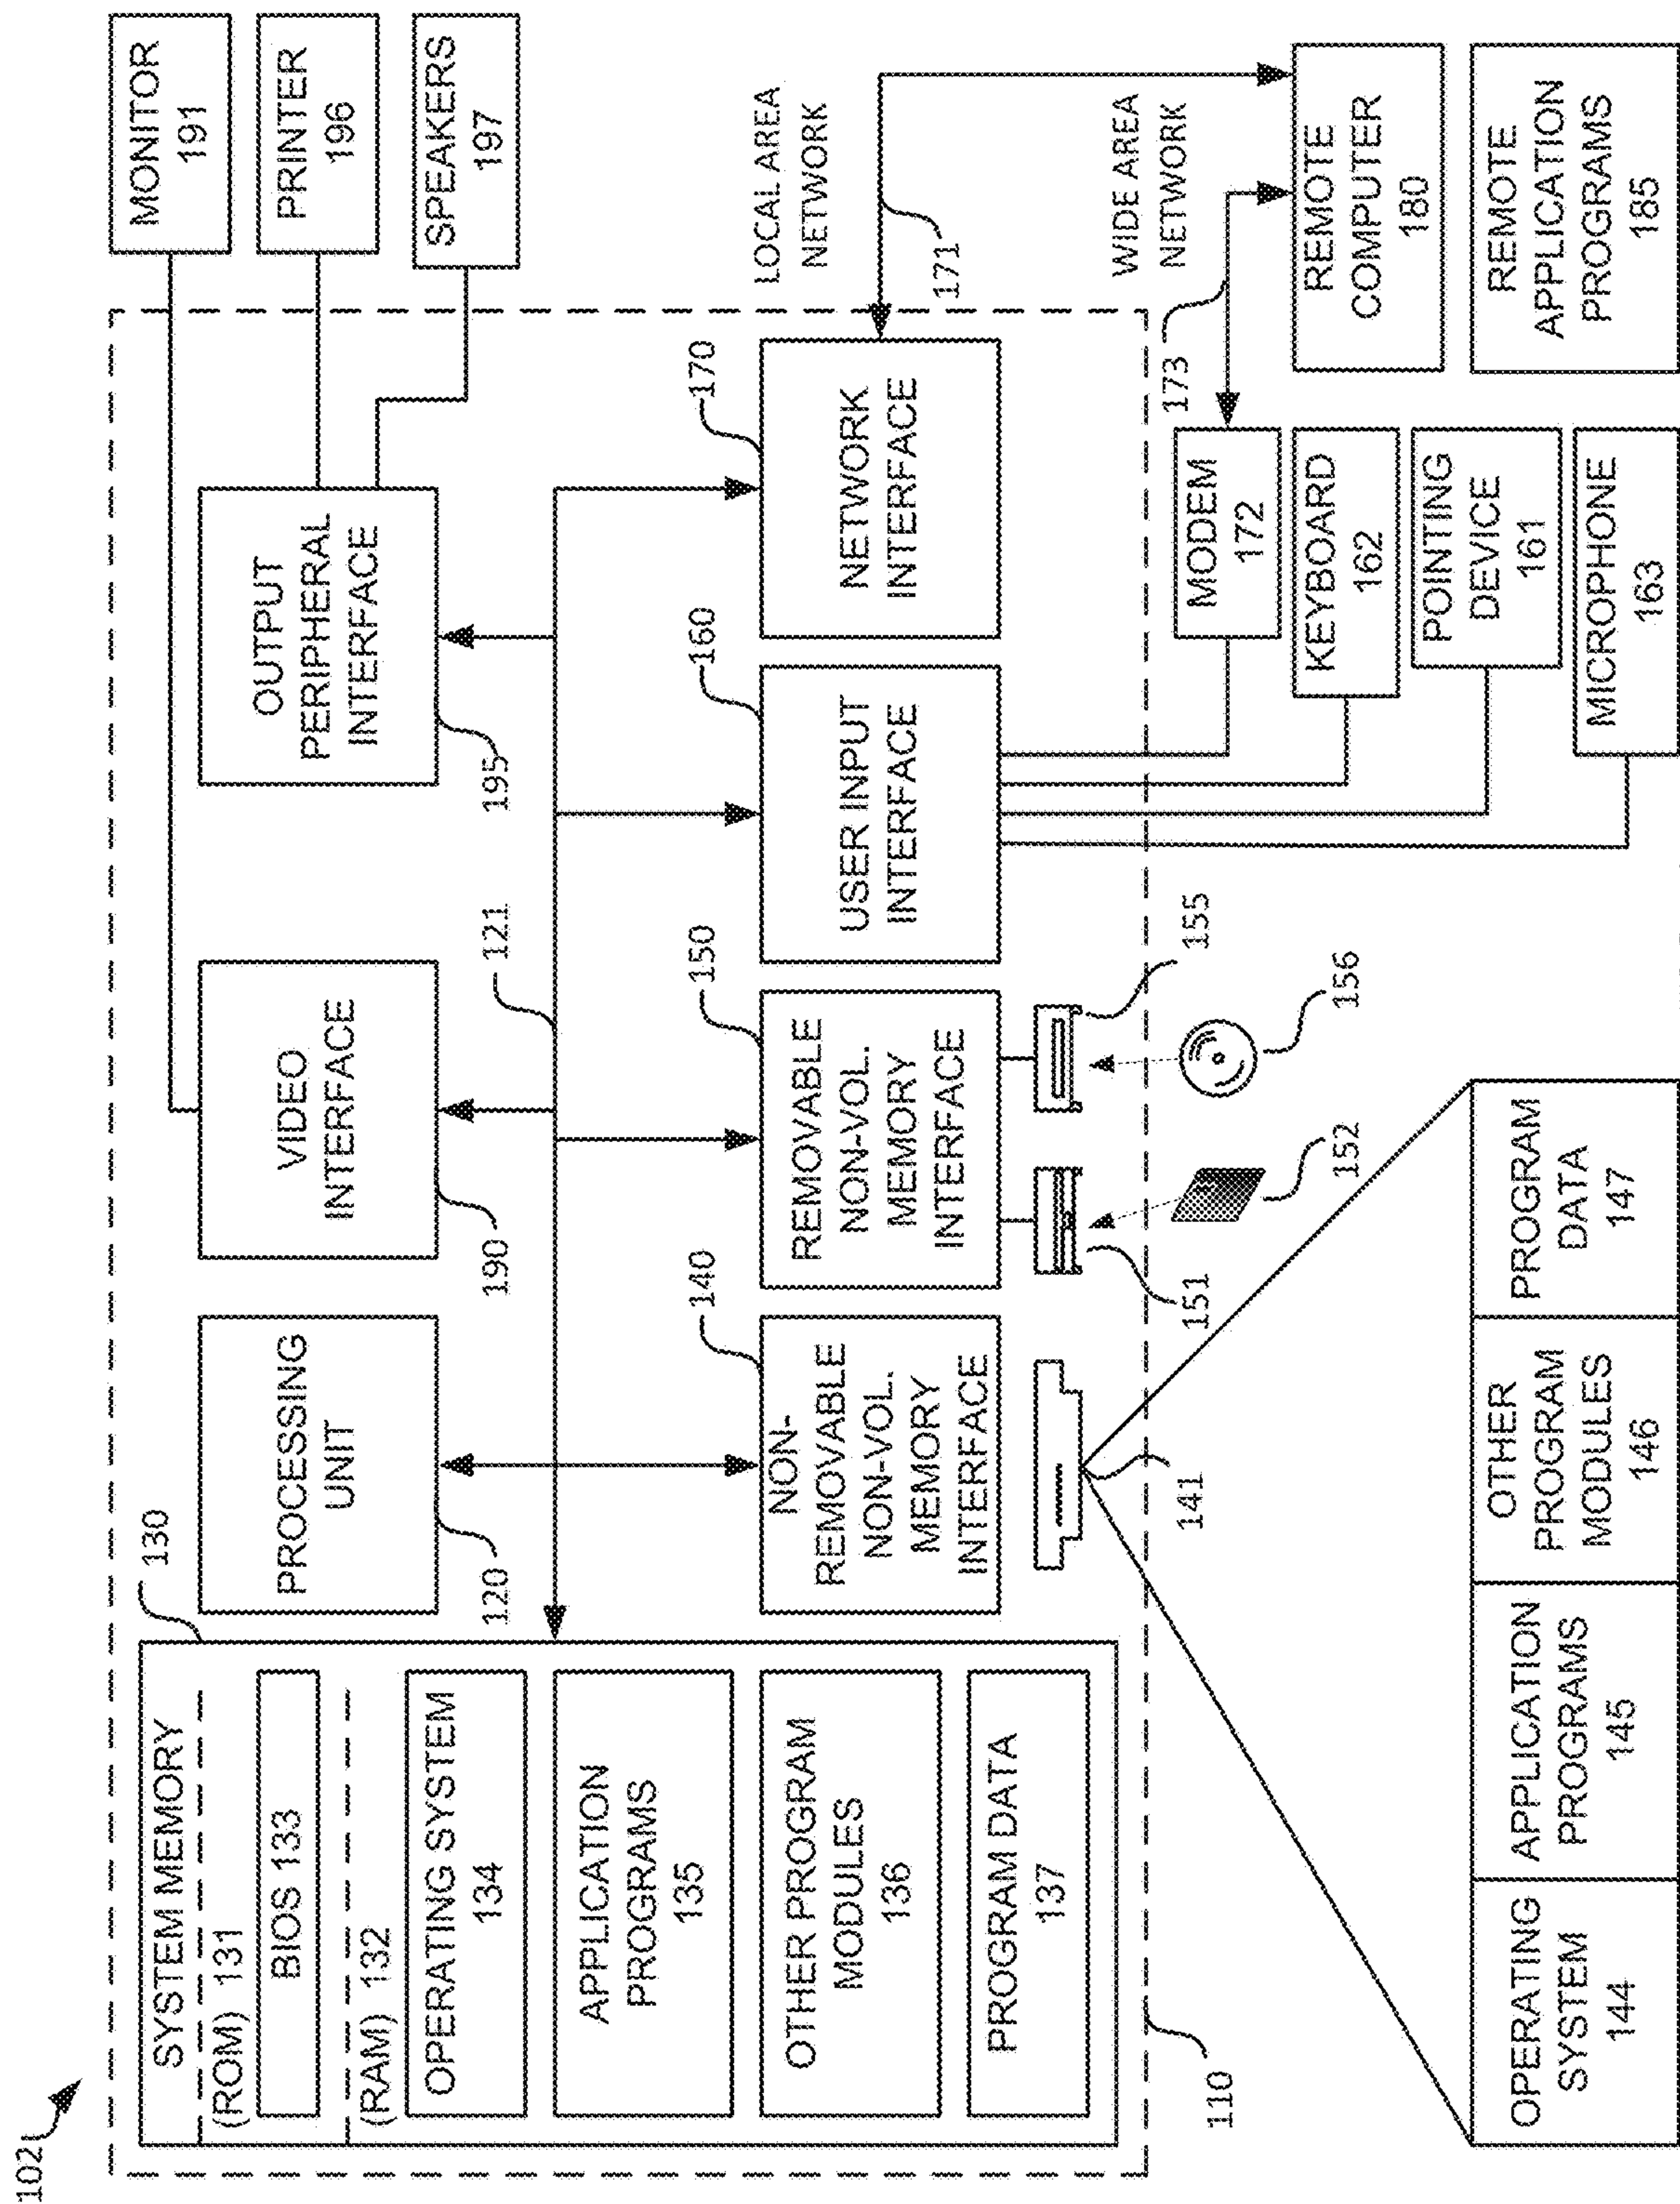 102
SYSTEM MEMORY
(ROM) 131
BIOS 133
(RAM) 132
OPERATING SYSTEM
134
APPLICATION
PROGRAMS
135
OTHER PROGRAM
MODULES
136
PROGRAM DATA
137
130
110
PROCESSING
UNIT
120
VIDEO
INTERFACE
190
121
OUTPUT
PERIPHERAL
INTERFACE
195
MONITOR
191
PRINTER
196
SPEAKERS
197
NON-
REMOVABLE
NON-VOL.
MEMORY
INTERFACE
140
REMOVABLE
NON-VOL.
MEMORY
INTERFACE
150
USER INPUT
INTERFACE
160
NETWORK
INTERFACE
170
LOCAL AREA
NETWORK
171
WIDE AREA
NETWORK
173
141
151
152
155
156
MODEM
172
KEYBOARD
162
POINTING
DEVICE
161
MICROPHONE
163
REMOTE
COMPUTER
180
REMOTE
APPLICATION
PROGRAMS
185
OPERATING
SYSTEM
144
APPLICATION
PROGRAMS
145
OTHER
PROGRAM
MODULES
146
PROGRAM
DATA
147